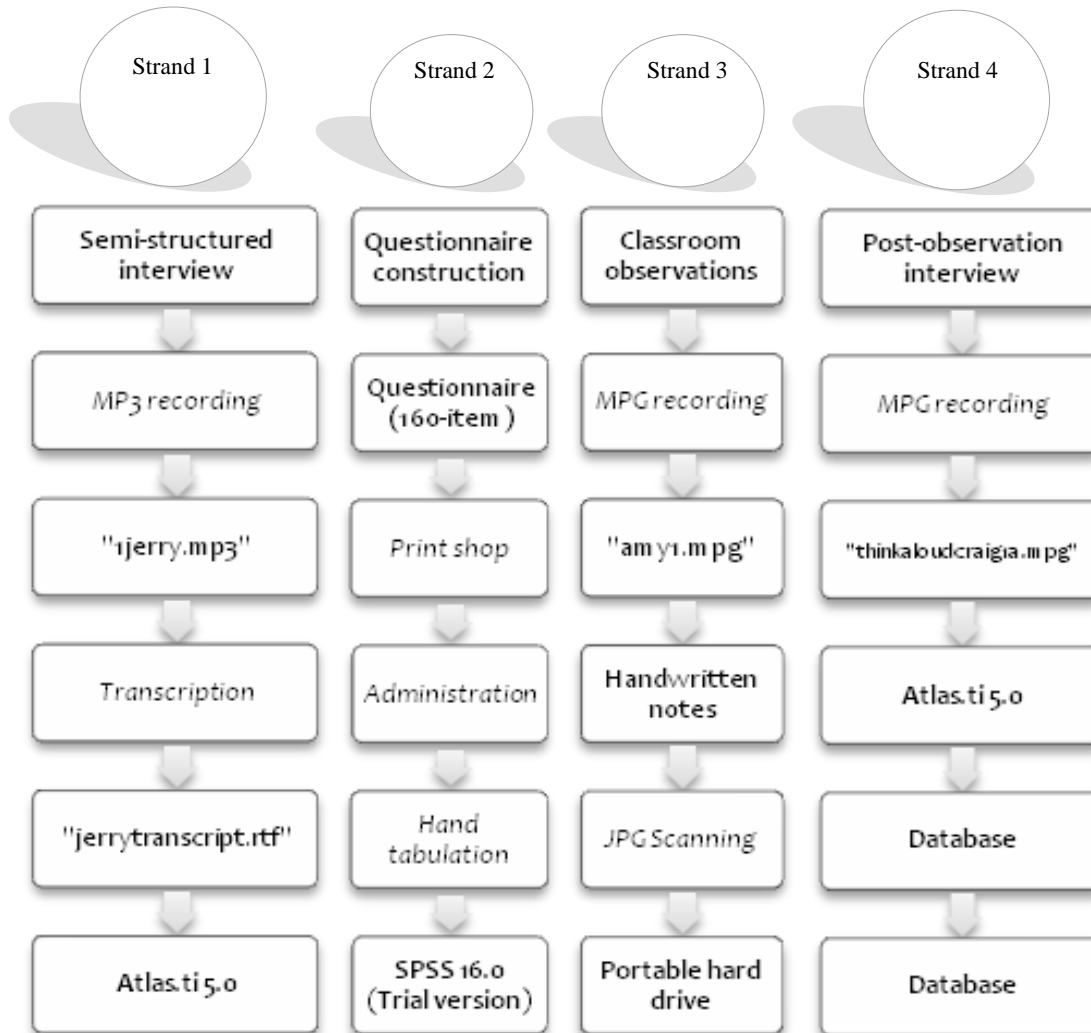 Strand 1
Strand 2
Strand 3
Strand 4
Semi-structured
interview
Questionnaire
construction
Classroom
observations
Post-observation
interview
MP3 recording
Questionnaire
(160-item )
MPG recording
MPG recording
"1jerry.mp3"
Print shop
"amy1.mpg"
"thinkaloudcraig1a.mpg"
Transcription
Administration
Handwritten
notes
Atlas.ti 5.0
"jerrytranscript.rtf"
Hand
tabulation
JPG Scanning
Database
Atlas.ti 5.0
SPSS 16.0
(Trial version)
Portable hard
drive
Database